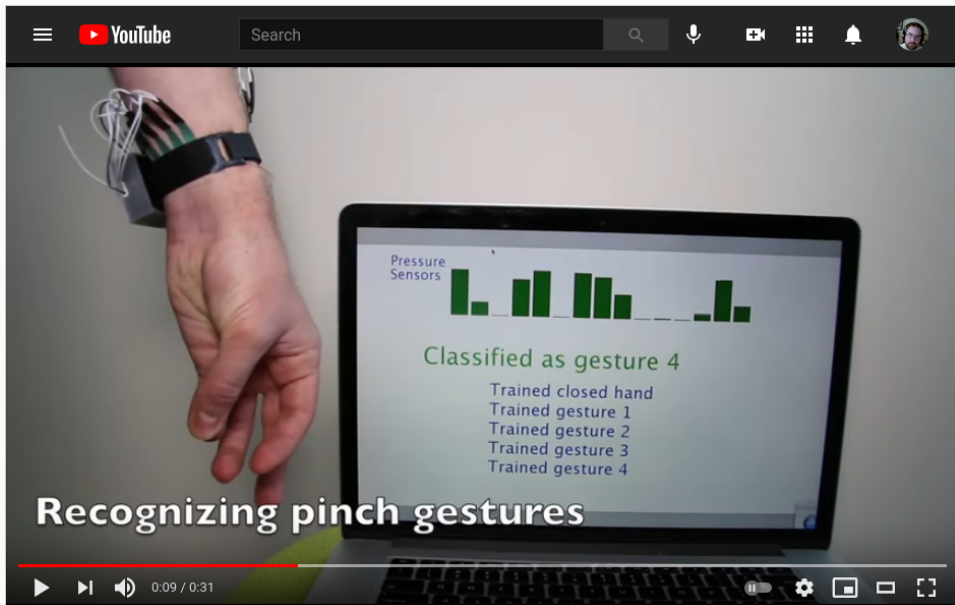 YouTube
Search
Pressure
Sensors
Classified as gesture 4
Trained closed hand
Trained gesture 1
Trained gesture 2
Trained gesture 3
Trained gesture 4
Recognizing pinch gestures
0:09 / 0:31